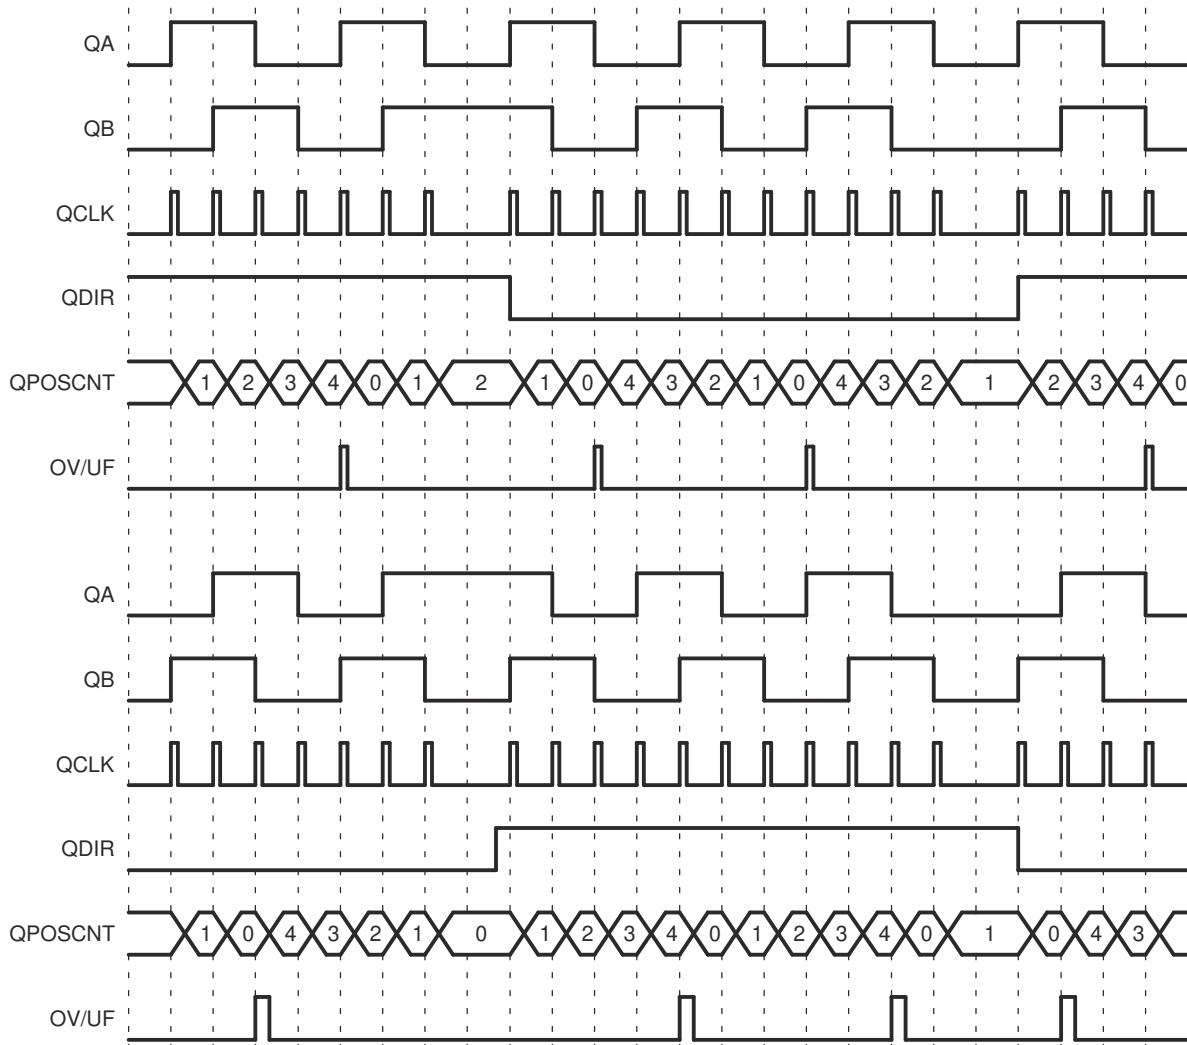 QA
QB
QCLK
QDIR
QPOSCNT 1 2 3 4 0 1 2 1 0 4 3 2 1 0 4 3 2 1 2 3 4 0
OV/UF
QA
QB
QCLK
QDIR
QPOSCNT 1 0 4 3 2 1 0 1 2 3 4 0 1 2 3 4 0 1 0 4 3
OV/UF